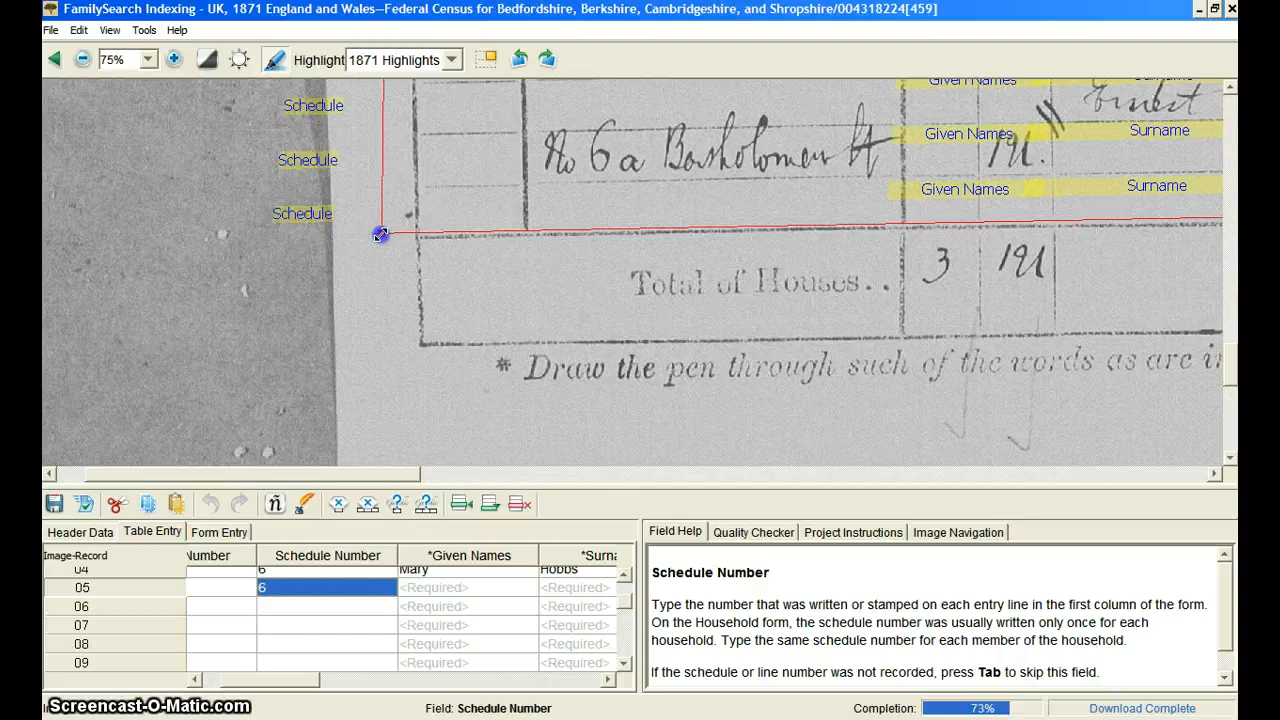 FamilySearch Indexing - UK, 1871 England and Wales—Federal Census for Bedfordshire, Berkshire, Cambridgeshire, and Shropshire/004318224[459]
File Edit View Tools Help
75% Highlight 1871 Highlights
Given Names Surname
Schedule
Ernest
Schedule No 6a Bartholomew St Given Names 191. Surname
Given Names Surname
Schedule
Total of Houses.. 3 191
* Draw the pen through such of the words as are in
ñ
Header Data Table Entry Form Entry
Image-Record Number Schedule Number *Given Names *Surna
04 6 Mary Hobbs
05 6 <Required> <Required>
06 <Required> <Required>
07 <Required> <Required>
08 <Required> <Required>
09 <Required> <Required>
Field Help Quality Checker Project Instructions Image Navigation
Schedule Number
Type the number that was written or stamped on each entry line in the first column of the form.
On the Household form, the schedule number was usually written only once for each
household. Type the same schedule number for each member of the household.
If the schedule or line number was not recorded, press Tab to skip this field.
Screencast-O-Matic.com Field: Schedule Number Completion: 73% Download Complete